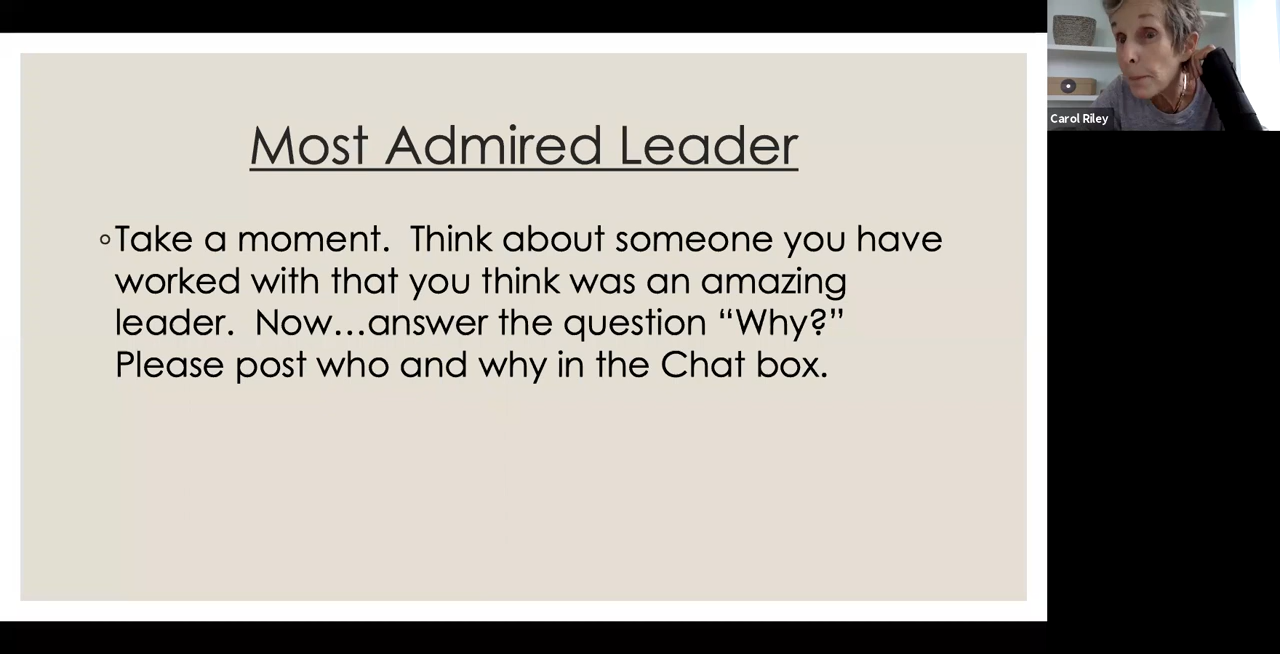 Most Admired Leader
◦Take a moment.  Think about someone you have
worked with that you think was an amazing
leader.  Now…answer the question “Why?”
Please post who and why in the Chat box.
Carol Riley